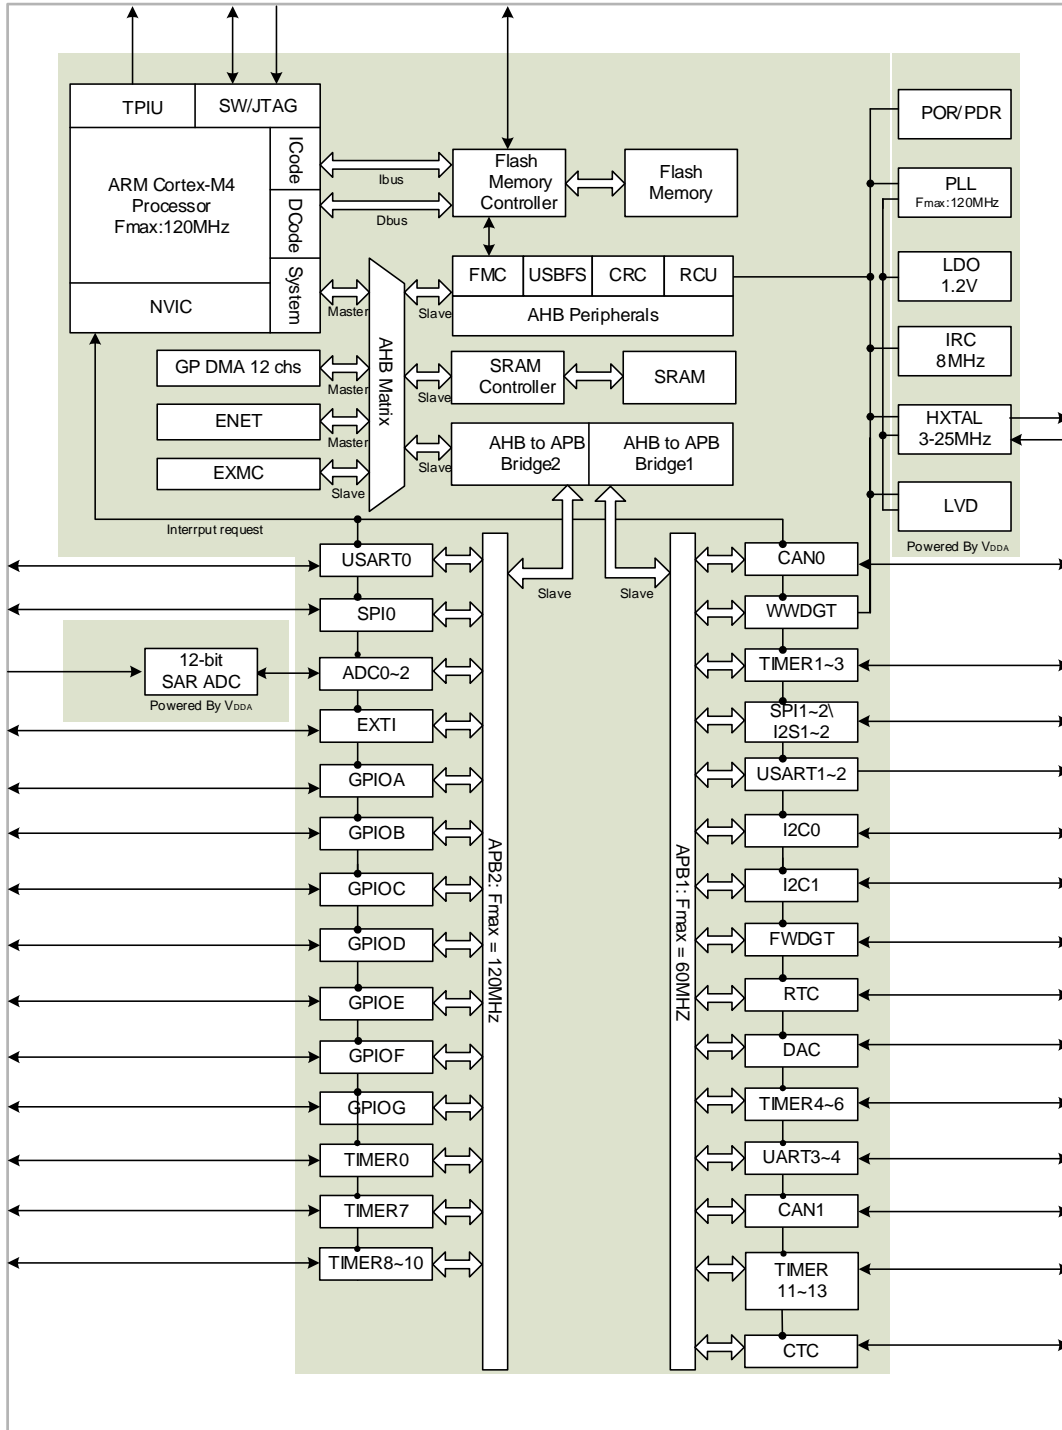 TPIU
SW/JTAG
ARM Cortex-M4
Processor
Fmax:120MHz
ICode
DCode
System
NVIC
Ibus
Dbus
Flash
Memory
Controller
Flash
Memory
FMC
USBFS
CRC
RCU
AHB Peripherals
Master
Slave
AHB Matrix
GP DMA 12 chs
Master
SRAM
Controller
SRAM
Slave
ENET
Master
AHB to APB
Bridge2
AHB to APB
Bridge1
Slave
EXMC
Slave
Interrput request
POR/PDR
PLL
Fmax:120MHz
LDO
1.2V
IRC
8MHz
HXTAL
3-25MHz
LVD
Powered By VDDA
Slave
Slave
USART0
SPI0
12-bit
SAR ADC
Powered By VDDA
ADC0~2
EXTI
GPIOA
GPIOB
GPIOC
GPIOD
GPIOE
GPIOF
GPIOG
TIMER0
TIMER7
TIMER8~10
APB2: Fmax = 120MHz
APB1: Fmax = 60MHZ
CAN0
WWDGT
TIMER1~3
SPI1~2\
I2S1~2
USART1~2
I2C0
I2C1
FWDGT
RTC
DAC
TIMER4~6
UART3~4
CAN1
TIMER
11~13
CTC